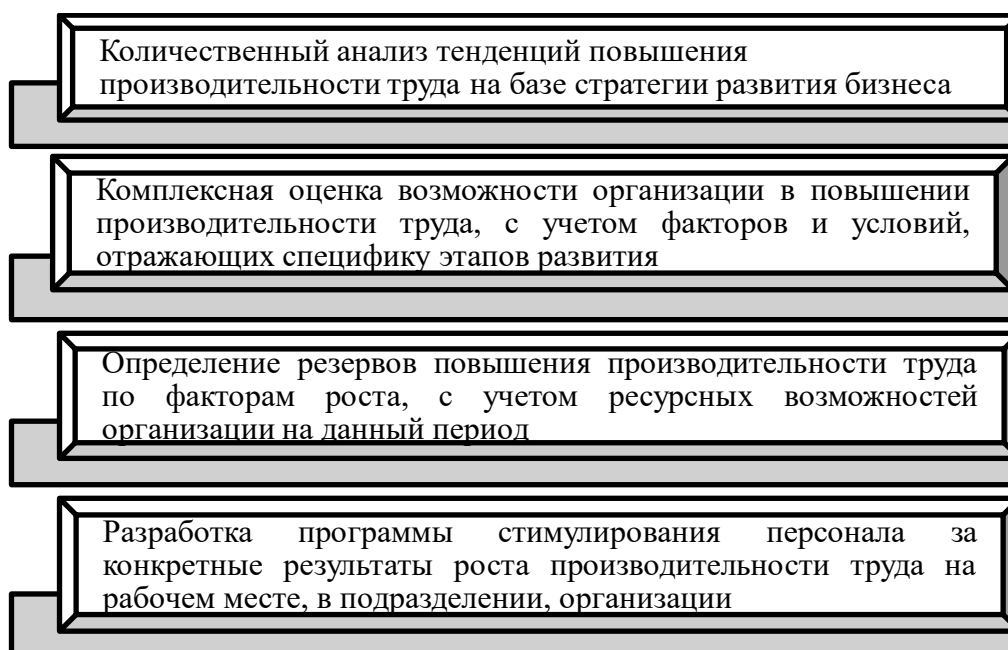 Количественный анализ тенденций повышения
производительности труда на базе стратегии развития бизнеса
Комплексная оценка возможности организации в повышении
производительности труда, с учетом факторов и условий,
отражающих специфику этапов развития
Определение резервов повышения производительности труда
по факторам роста, с учетом ресурсных возможностей
организации на данный период
Разработка программы стимулирования персонала за
конкретные результаты роста производительности труда на
рабочем месте, в подразделении, организации